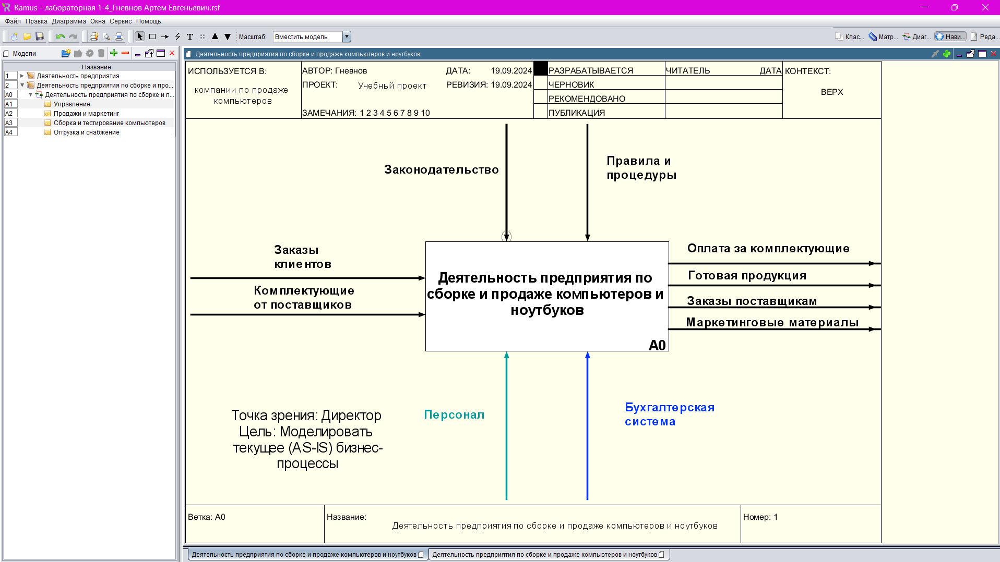 Ramus - лабораторная 1-4_Гневнов Артем Евгеньевич.rsf
Файл Правка Диаграмма Окна Сервис Помощь
Масштаб: Вместить модель
Клас... Матр... Диаг... Нави... Реда...
Модели
Название
1 Деятельность предприятия
2 Деятельность предприятия по сборке и про...
A0 Деятельность предприятия по сборке и п...
A1 Управление
A2 Продажи и маркетинг
A3 Сборка и тестирование компьютеров
A4 Отгрузка и снабжение
Деятельность предприятия по сборке и продаже компьютеров и ноутбуков
ИСПОЛЬЗУЕТСЯ В:
компании по продаже
компьютеров
АВТОР: Гневнов
ДАТА: 19.09.2024
ПРОЕКТ: Учебный проект
РЕВИЗИЯ: 19.09.2024
ЗАМЕЧАНИЯ: 1 2 3 4 5 6 7 8 9 10
РАЗРАБАТЫВАЕТСЯ
ЧЕРНОВИК
РЕКОМЕНДОВАНО
ПУБЛИКАЦИЯ
ЧИТАТЕЛЬ ДАТА
КОНТЕКСТ:
ВЕРХ
Законодательство
Правила и
процедуры
Заказы
клиентов
Комплектующие
от поставщиков
Деятельность предприятия по
сборке и продаже компьютеров и
ноутбуков
A0
Оплата за комплектующие
Готовая продукция
Заказы поставщикам
Маркетинговые материалы
Точка зрения: Директор
Цель: Моделировать
текущее (AS-IS) бизнес-
процессы
Персонал
Бухгалтерская
система
Ветка: A0
Название:
Деятельность предприятия по сборке и продаже компьютеров и ноутбуков
Номер: 1
Деятельность предприятия по сборке и продаже компьютеров и ноутбуков
Деятельность предприятия по сборке и продаже компьютеров и ноутбуков